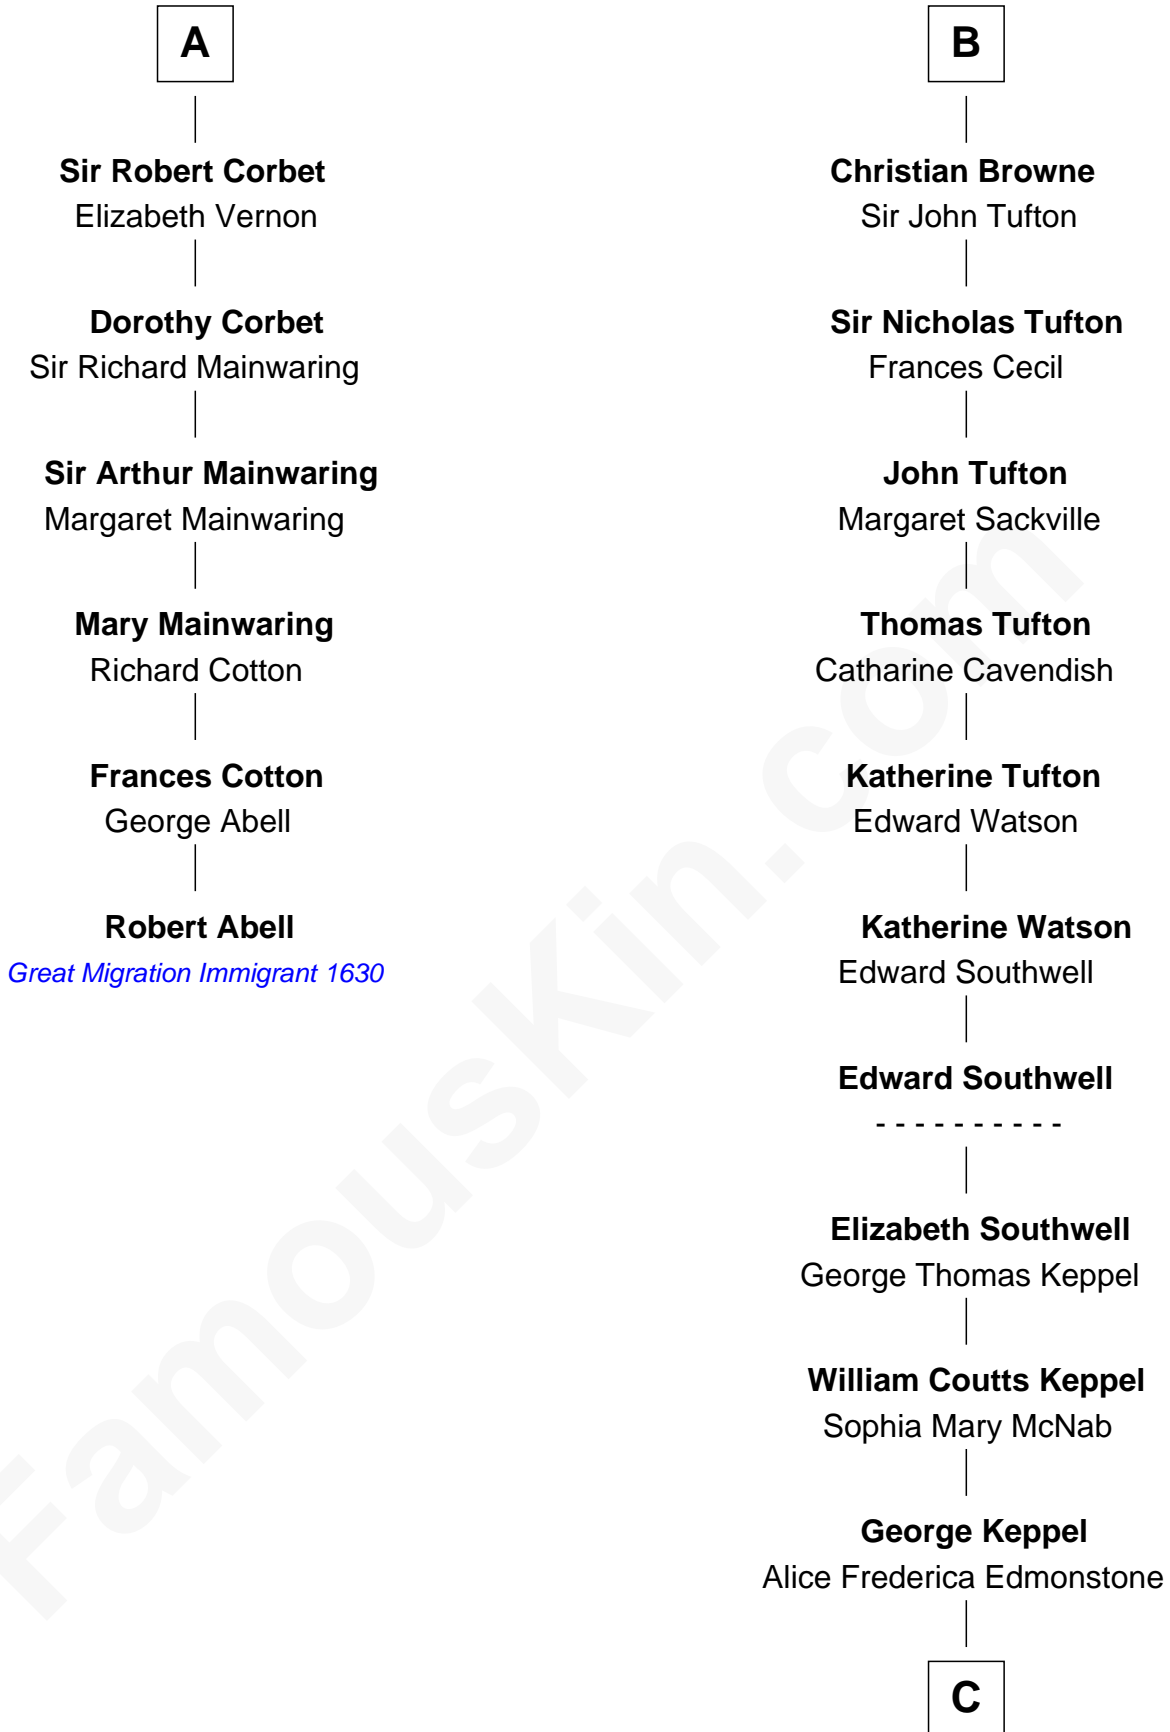 A
Sir Robert Corbet
Elizabeth Vernon
Dorothy Corbet
Sir Richard Mainwaring
Sir Arthur Mainwaring
Margaret Mainwaring
Mary Mainwaring
Richard Cotton
Frances Cotton
George Abell
Robert Abell
Great Migration Immigrant 1630
B
Christian Browne
Sir John Tufton
Sir Nicholas Tufton
Frances Cecil
John Tufton
Margaret Sackville
Thomas Tufton
Catharine Cavendish
Katherine Tufton
Edward Watson
Katherine Watson
Edward Southwell
Edward Southwell
- - - - - - - - - -
Elizabeth Southwell
George Thomas Keppel
William Coutts Keppel
Sophia Mary McNab
George Keppel
Alice Frederica Edmonstone
C
FamousKin.com